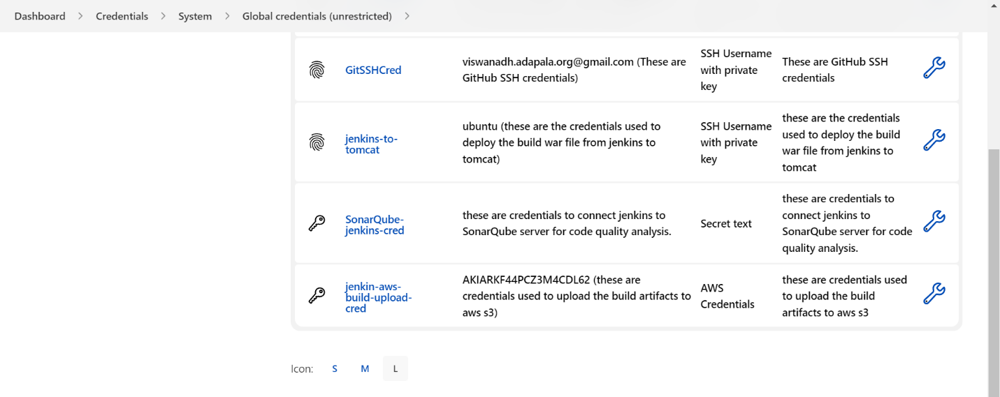 Dashboard > Credentials > System > Global credentials (unrestricted) >
GitSSHCred
viswanadh.adapala.org@gmail.com (These are
GitHub SSH credentials)
SSH Username
with private
key
These are GitHub SSH
credentials
jenkins-to-
tomcat
ubuntu (these are the credentials used to
deploy the build war file from jenkins to
tomcat)
SSH Username
with private
key
these are the credentials
used to deploy the build
war file from jenkins to
tomcat
SonarQube-
jenkins-cred
these are credentials to connect jenkins to
SonarQube server for code quality analysis.
Secret text
these are credentials to
connect jenkins to
SonarQube server for code
quality analysis.
jenkin-aws-
build-upload-
cred
AKIARKF44PCZ3M4CDL62 (these are
credentials used to upload the build artifacts to
aws s3)
AWS
Credentials
these are credentials used
to upload the build
artifacts to aws s3
Icon: S M L